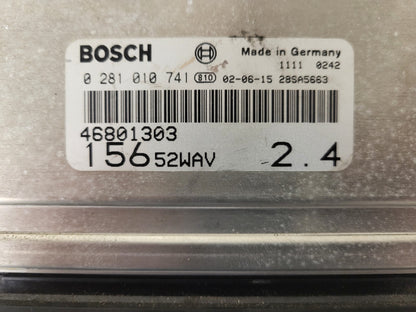 BOSCH Made in Germany
1111 0242
0 281 010 741 B10 02-06-15 28SA5663
46801303
156 52WAV 2.4